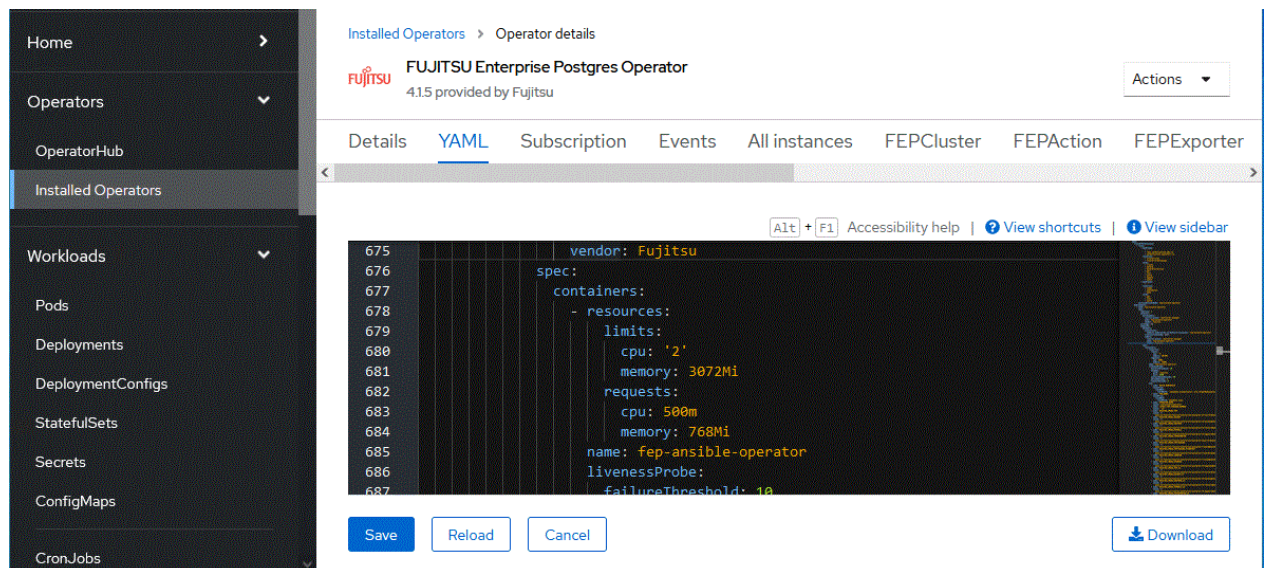 Home
Operators
OperatorHub
Installed Operators
Workloads
Pods
Deployments
DeploymentConfigs
StatefulSets
Secrets
ConfigMaps
CronJobs
Installed Operators > Operator details
FUJITSU
FUJITSU Enterprise Postgres Operator
4.1.5 provided by Fujitsu
Actions
Details YAML Subscription Events All instances FEPCluster FEPAction FEPExporter
Alt + F1 Accessibility help | View shortcuts | View sidebar
675 vendor: Fujitsu
676 spec:
677 containers:
678 - resources:
679 limits:
680 cpu: '2'
681 memory: 3072Mi
682 requests:
683 cpu: 500m
684 memory: 768Mi
685 name: fep-ansible-operator
686 livenessProbe:
687 failureThreshold: 10
Save Reload Cancel Download